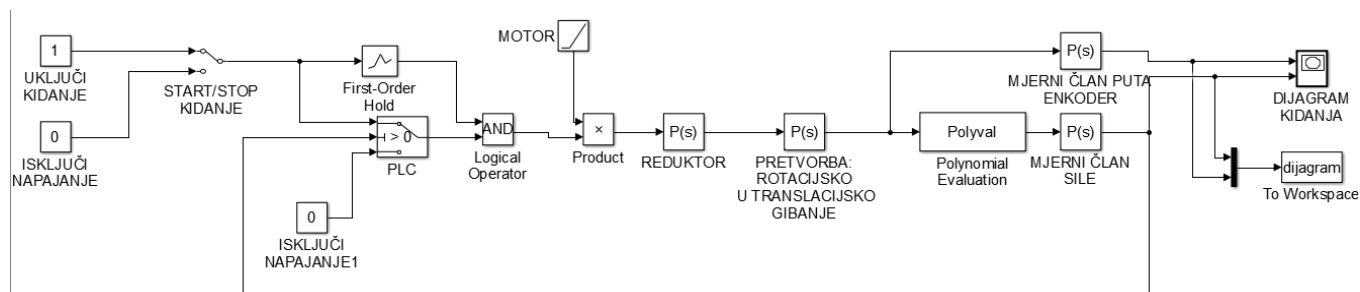 1
UKLJUČI
KIDANJE
0
ISKLJUČI
NAPAJANJE
START/STOP
KIDANJE
First-Order
Hold
> 0
PLC
0
ISKLJUČI
NAPAJANJE1
AND
Logical
Operator
MOTOR
×
Product
P(s)
REDUKTOR
P(s)
PRETVORBA:
ROTACIJSKO
U TRANSLACIJSKO
GIBANJE
Polyval
Polynomial
Evaluation
P(s)
MJERNI ČLAN PUTA
ENKODER
P(s)
MJERNI ČLAN
SILE
DIJAGRAM
KIDANJA
dijagram
To Workspace